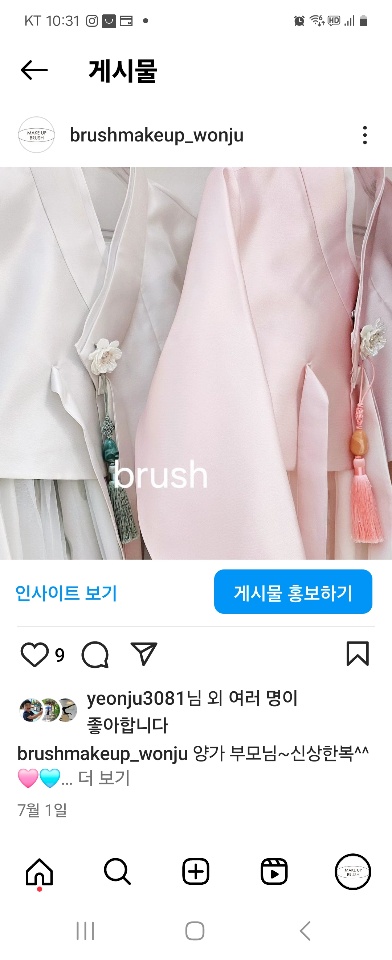 KT 10:31
게시물
MAKE UP
BRUSH
brushmakeup_wonju
brush
인사이트 보기
게시물 홍보하기
9
yeonju3081님 외 여러 명이
좋아합니다
brushmakeup_wonju 양가 부모님~신상한복^^
🩷🩵... 더 보기
7월 1일